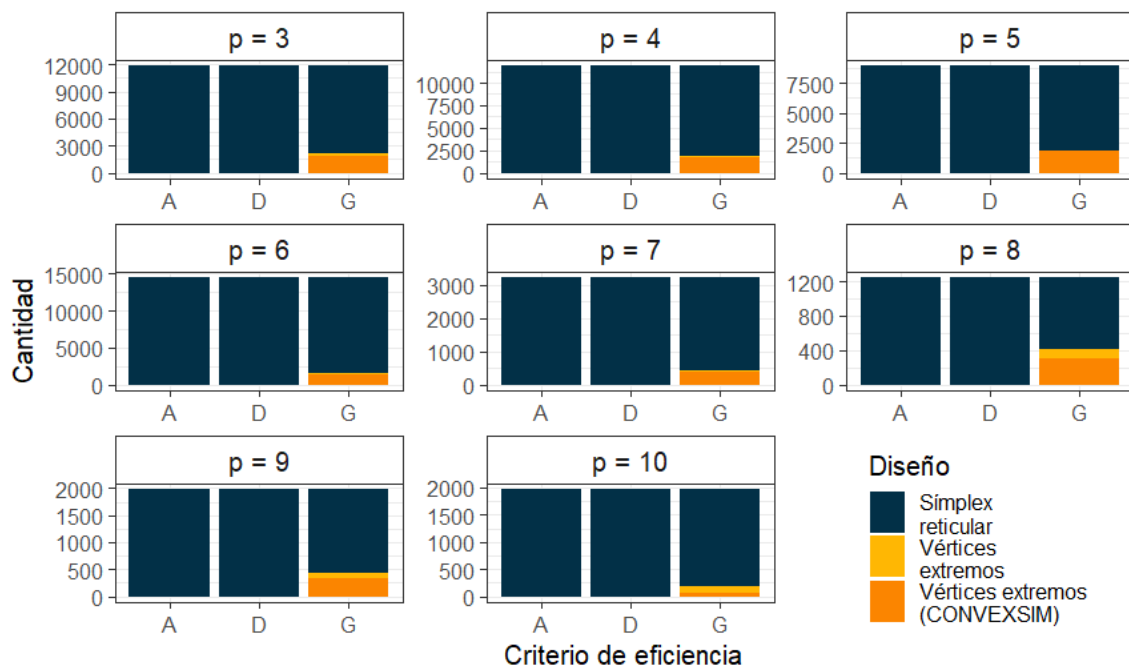 p = 3
p = 4
p = 5
12000
9000
6000
3000
0
10000
7500
5000
2500
0
7500
5000
2500
0
A D G
A D G
A D G
p = 6
p = 7
p = 8
15000
10000
5000
0
3000
2000
1000
0
1200
800
400
0
A D G
A D G
A D G
Cantidad
p = 9
p = 10
2000
1500
1000
500
0
2000
1500
1000
500
0
A D G
A D G
Criterio de eficiencia
Diseño
Símplex
reticular
Vértices
extremos
Vértices extremos
(CONVEXSIM)